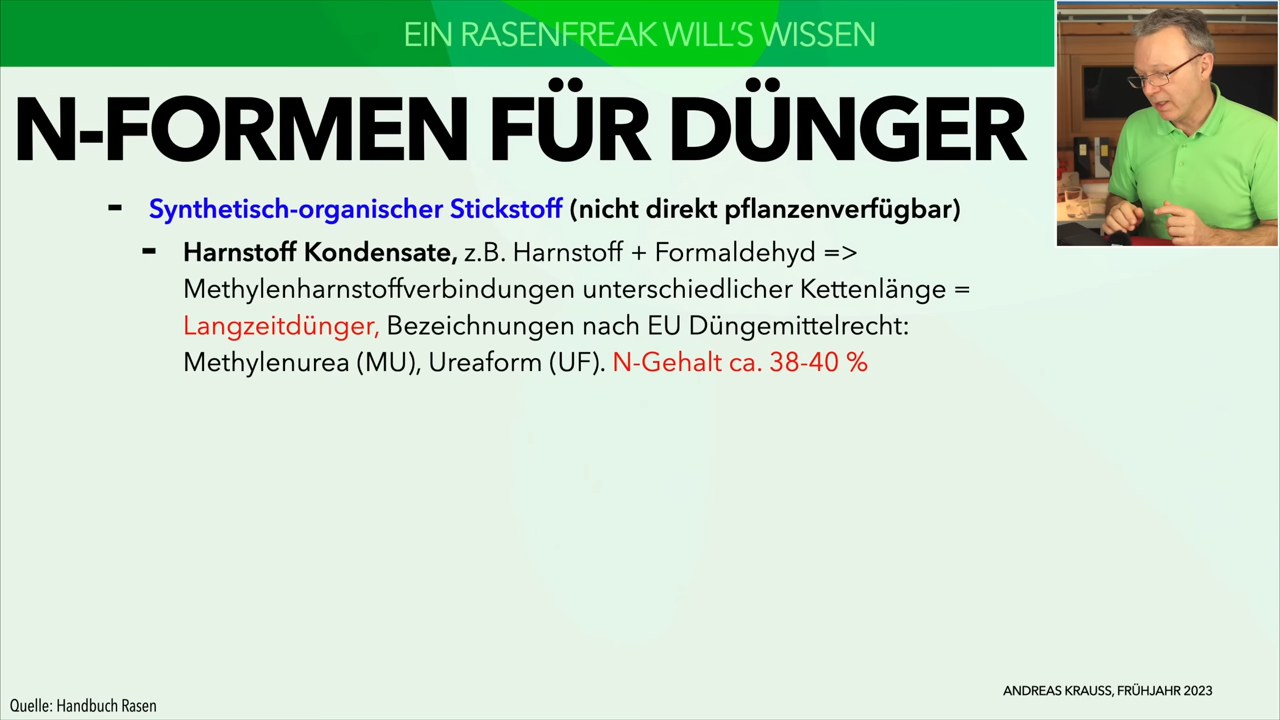 EIN RASENFREAK WILL'S WISSEN
N-FORMEN FÜR DÜNGER
- Synthetisch-organischer Stickstoff (nicht direkt pflanzenverfügbar)
- Harnstoff Kondensate, z.B. Harnstoff + Formaldehyd =>
Methylenharnstoffverbindungen unterschiedlicher Kettenlänge =
Langzeitdünger, Bezeichnungen nach EU Düngemittelrecht:
Methylenurea (MU), Ureaform (UF). N-Gehalt ca. 38-40 %
ANDREAS KRAUSS, FRÜHJAHR 2023
Quelle: Handbuch Rasen